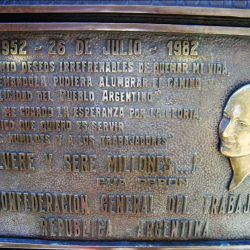 1952 - 26 DE JULIO - 1982
DESEOS IRREFRENABLES DE QUEMAR MI VIDA
PUDIERA ALUMBRAR EL CAMINO
DEL PUEBLO ARGENTINO
LA ESPERANZA POR LA GLORIA
QUE QUIERO ES SERVIR
HUMILDES Y A LOS TRABAJADORES
VERE Y SERE MILLONES...
EVA PERON
CONFEDERACION GENERAL DEL TRABAJO
REPUBLICA ARGENTINA